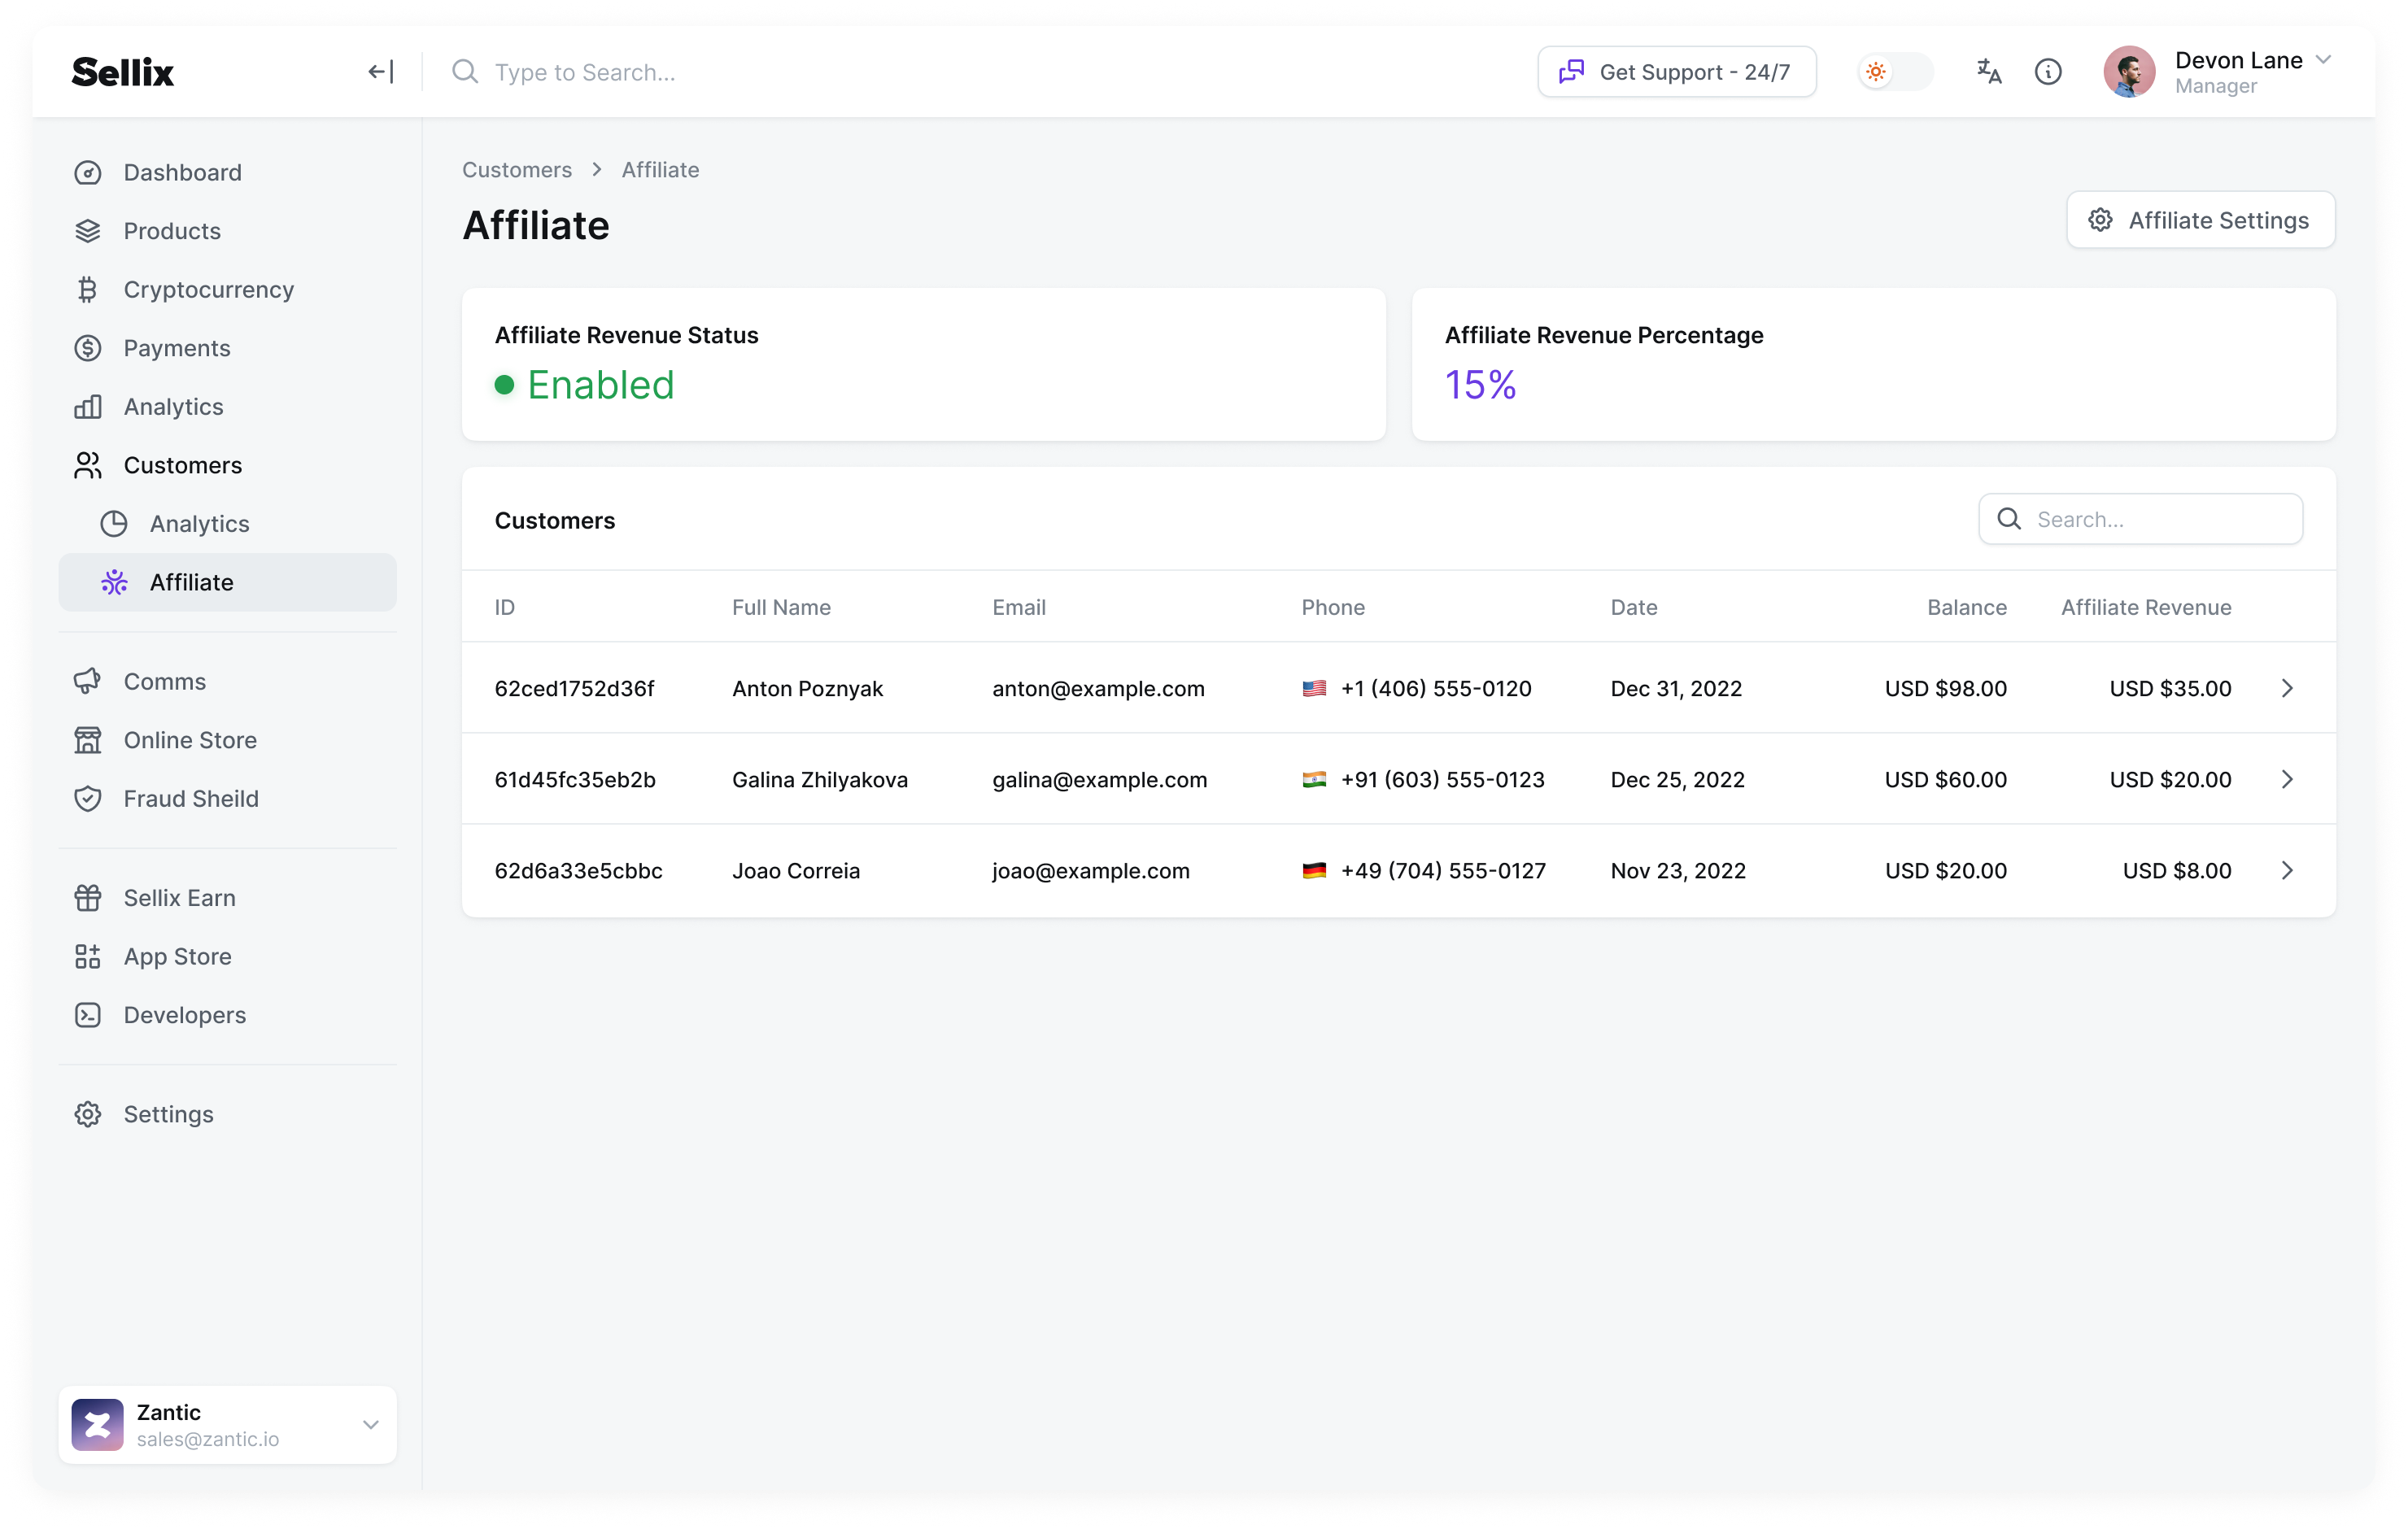 Sellix
Type to Search...
Get Support - 24/7
Devon Lane
Manager
Dashboard
Products
Cryptocurrency
Payments
Analytics
Customers
Analytics
Affiliate
Comms
Online Store
Fraud Sheild
Sellix Earn
App Store
Developers
Settings
Zantic
sales@zantic.io
Customers > Affiliate
Affiliate
Affiliate Settings
Affiliate Revenue Status
Enabled
Affiliate Revenue Percentage
15%
Customers
Search...
ID Full Name Email Phone Date Balance Affiliate Revenue
62ced1752d36f Anton Poznyak anton@example.com +1 (406) 555-0120 Dec 31, 2022 USD $98.00 USD $35.00
61d45fc35eb2b Galina Zhilyakova galina@example.com +91 (603) 555-0123 Dec 25, 2022 USD $60.00 USD $20.00
62d6a33e5cbbc Joao Correia joao@example.com +49 (704) 555-0127 Nov 23, 2022 USD $20.00 USD $8.00